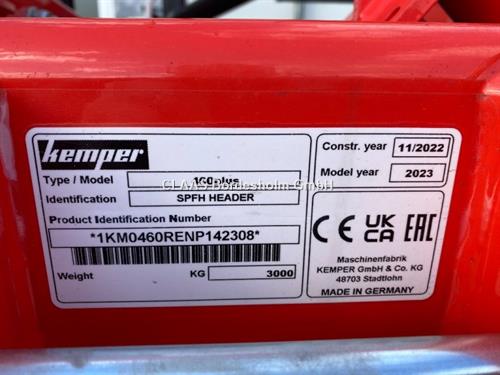 kemper
Type / Model 460plus
CLAAS Bordesholm GmbH
Identification SPFH HEADER
Product Identification Number
*1KM0460RENP142308*
Weight KG 3000
Constr. year 11/2022
Model year 2023
CE UK CA EAC
Maschinenfabrik
KEMPER GmbH & Co. KG
48703 Stadtlohn
MADE IN GERMANY